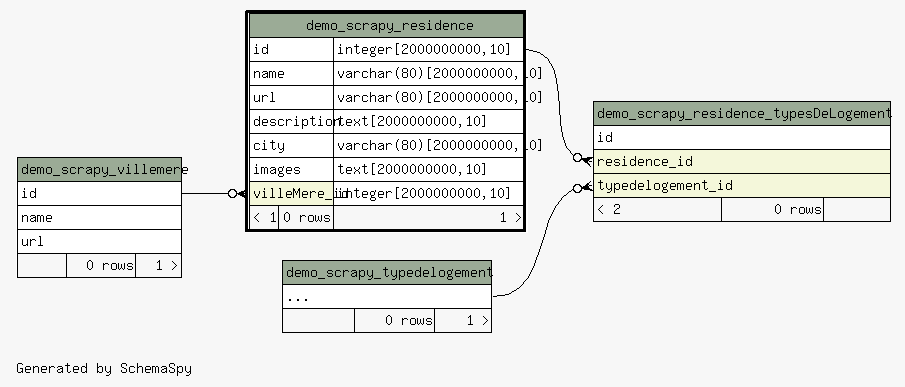 demo_scrapy_residence
id integer[2000000000,10]
name varchar(80)[2000000000,10]
url varchar(80)[2000000000,10]
description text[2000000000,10]
city varchar(80)[2000000000,10]
images text[2000000000,10]
villeMere_id integer[2000000000,10]
< 1 0 rows 1 >
demo_scrapy_villemere
id
name
url
0 rows 1 >
demo_scrapy_residence_typesDeLogement
id
residence_id
typedelogement_id
< 2 0 rows
demo_scrapy_typedelogement
...
0 rows 1 >
Generated by SchemaSpy